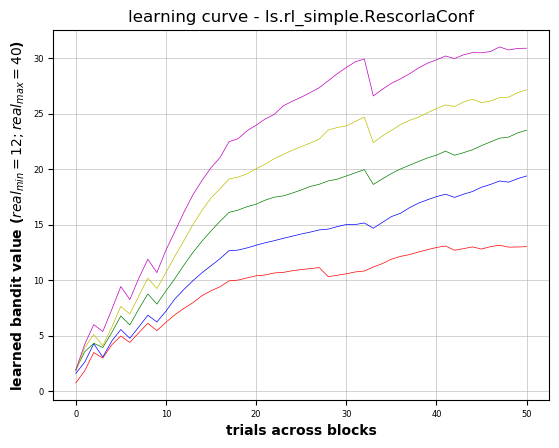 learning curve - ls.rl_simple.RescorlaConf
learned bandit value (real_min = 12; real_max = 40)
30
25
20
15
10
5
0
0 10 20 30 40 50
trials across blocks